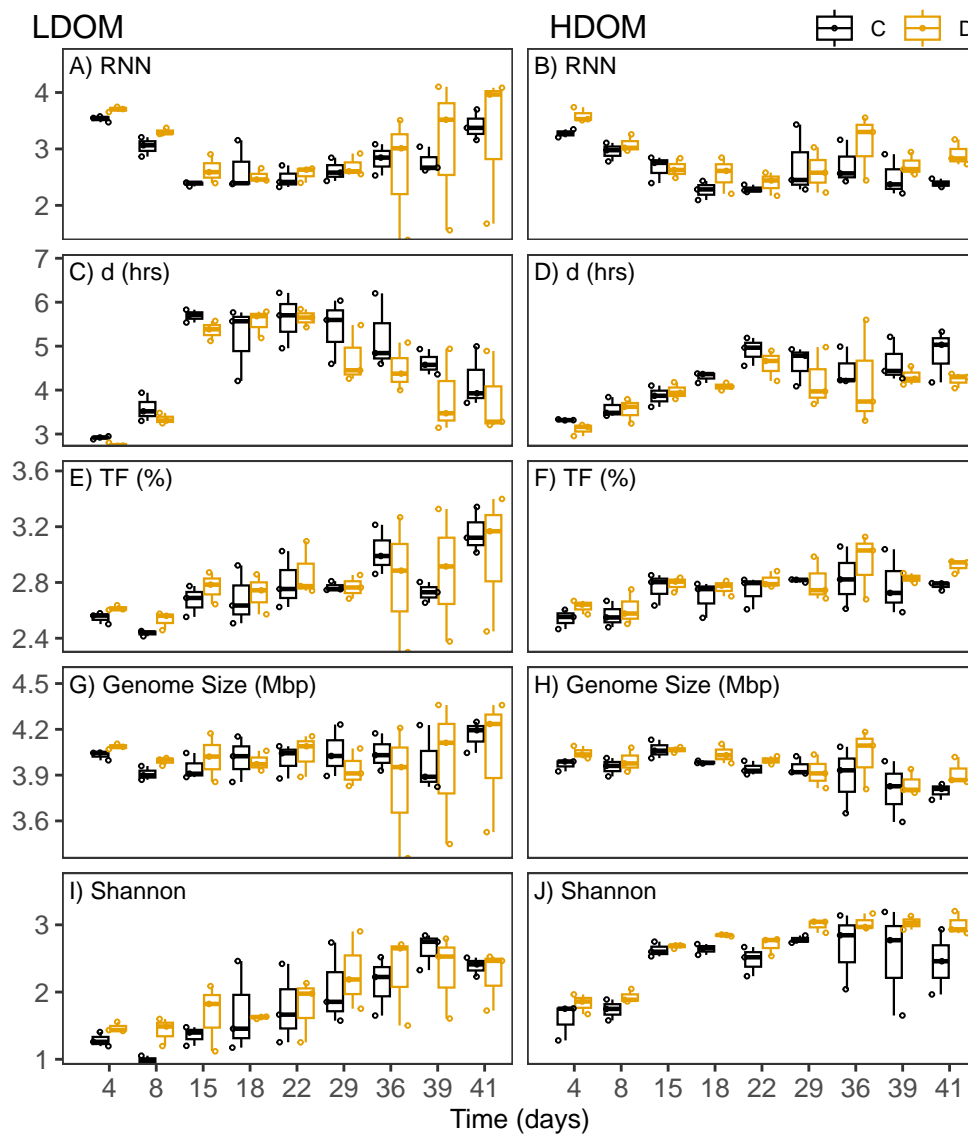 LDOM HDOM C D
A) RNN B) RNN
4
3
2
C) d (hrs) D) d (hrs)
7
6
5
4
3
E) TF (%) F) TF (%)
3.6
3.2
2.8
2.4
G) Genome Size (Mbp) H) Genome Size (Mbp)
4.5
4.2
3.9
3.6
I) Shannon J) Shannon
3
2
1
4 8 15 18 22 29 36 39 41 4 8 15 18 22 29 36 39 41
Time (days)